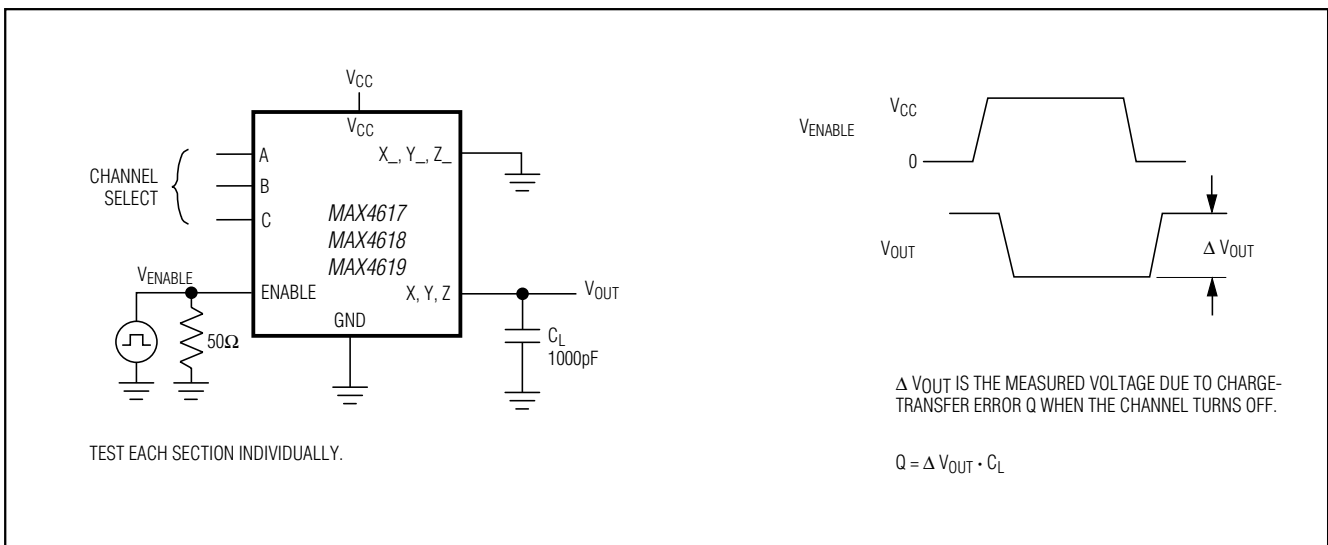 VCC
VCC
A
B
C
CHANNEL
SELECT
X_, Y_, Z_
MAX4617
MAX4618
MAX4619
VENABLE
ENABLE
X, Y, Z
VOUT
GND
50Ω
CL
1000pF
TEST EACH SECTION INDIVIDUALLY.
VENABLE
VCC
0
VOUT
Δ VOUT
Δ VOUT IS THE MEASURED VOLTAGE DUE TO CHARGE-
TRANSFER ERROR Q WHEN THE CHANNEL TURNS OFF.
Q = Δ VOUT • CL